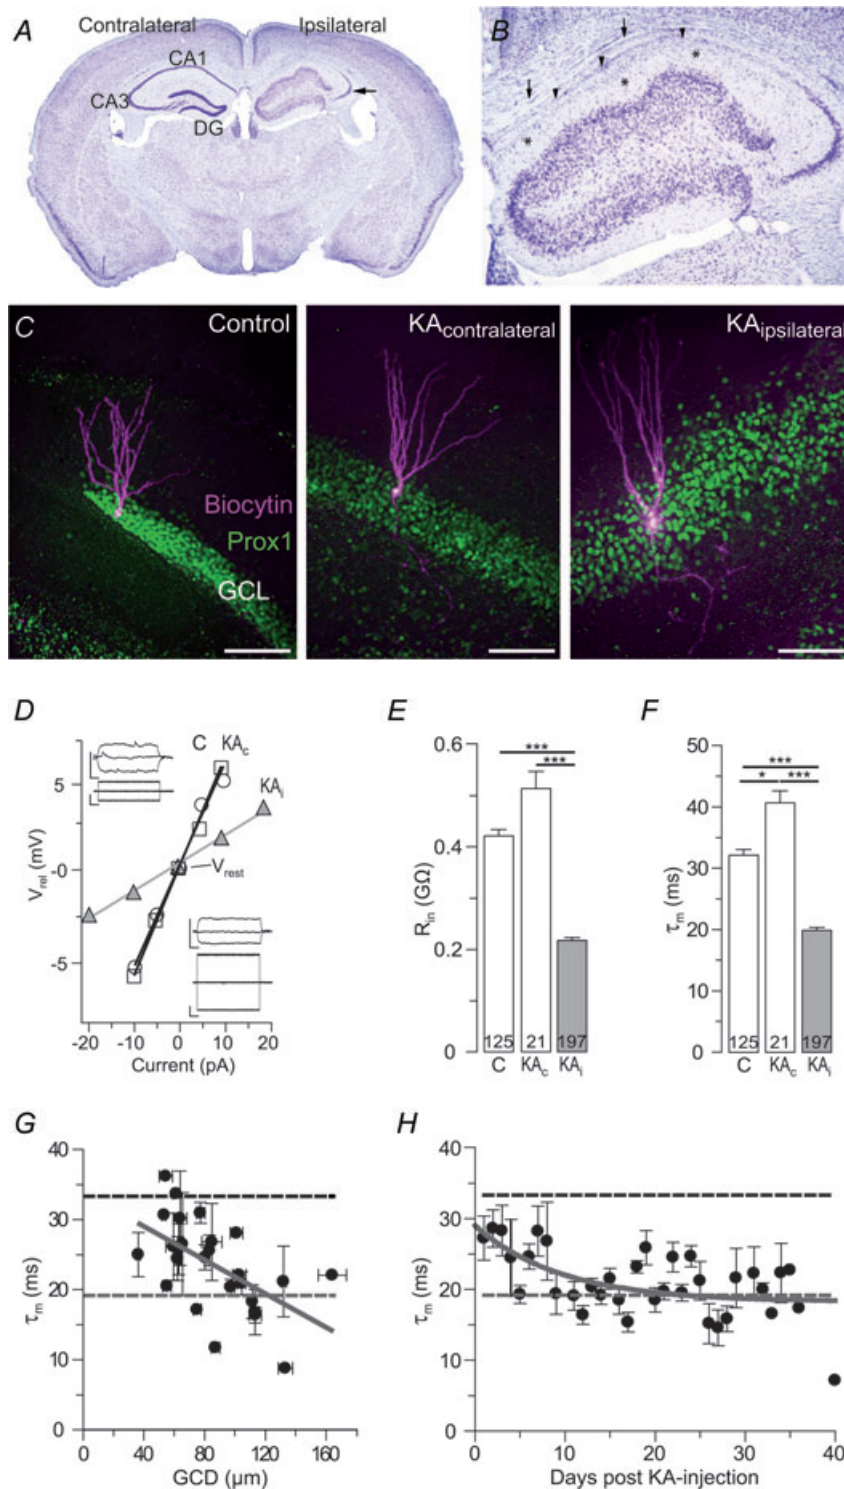 A Contralateral Ipsilateral
CA1
CA3
DG
B
* * * *
C Control
Biocytin
Prox1
GCL
KAcontralateral
KAipsilateral
D
C KAc
KAi
Vrel (mV)
5
-0
-5
Vrest
-20 -10 0 10 20
Current (pA)
E
Rin (GΩ)
0.6
0.4
0.2
0
***
***
125 21 197
C KAc KAi
F
τm (ms)
50
40
30
20
10
0
***
* ***
125 21 197
C KAc KAi
G
τm (ms)
40
30
20
10
0
0 40 80 120 160
GCD (µm)
H
τm (ms)
40
30
20
10
0
0 10 20 30 40
Days post KA-injection